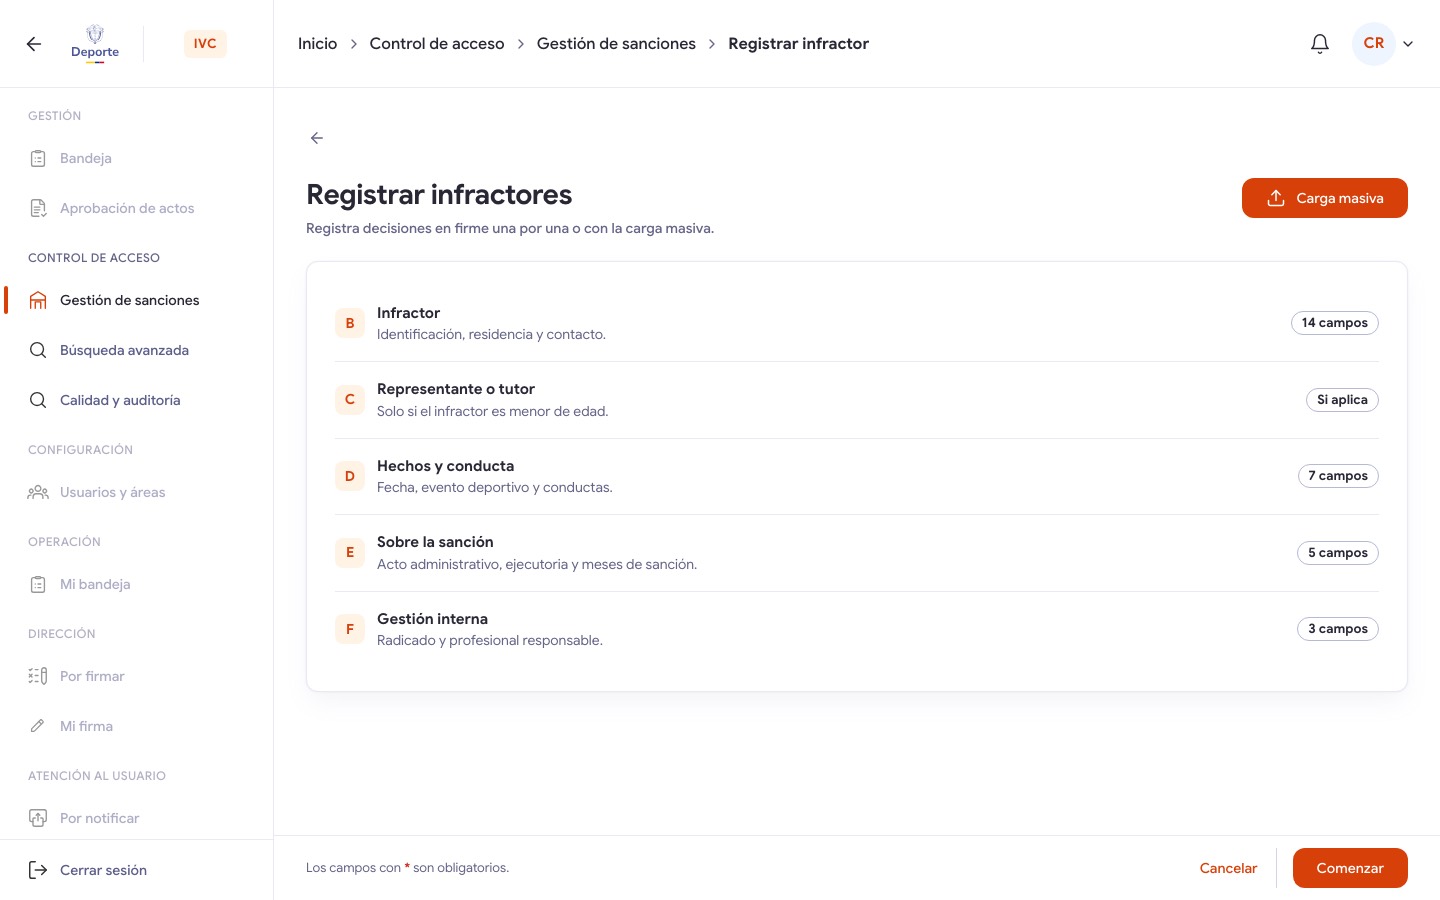 Deporte
IVC
Inicio > Control de acceso > Gestión de sanciones > Registrar infractor
CR
GESTIÓN
Bandeja
Aprobación de actos
CONTROL DE ACCESO
Gestión de sanciones
Búsqueda avanzada
Calidad y auditoría
CONFIGURACIÓN
Usuarios y áreas
OPERACIÓN
Mi bandeja
DIRECCIÓN
Por firmar
Mi firma
ATENCIÓN AL USUARIO
Por notificar
Cerrar sesión
Registrar infractores
Registra decisiones en firme una por una o con la carga masiva.
Carga masiva
B
Infractor
Identificación, residencia y contacto.
14 campos
C
Representante o tutor
Solo si el infractor es menor de edad.
Si aplica
D
Hechos y conducta
Fecha, evento deportivo y conductas.
7 campos
E
Sobre la sanción
Acto administrativo, ejecutoria y meses de sanción.
5 campos
F
Gestión interna
Radicado y profesional responsable.
3 campos
Los campos con * son obligatorios.
Cancelar
Comenzar